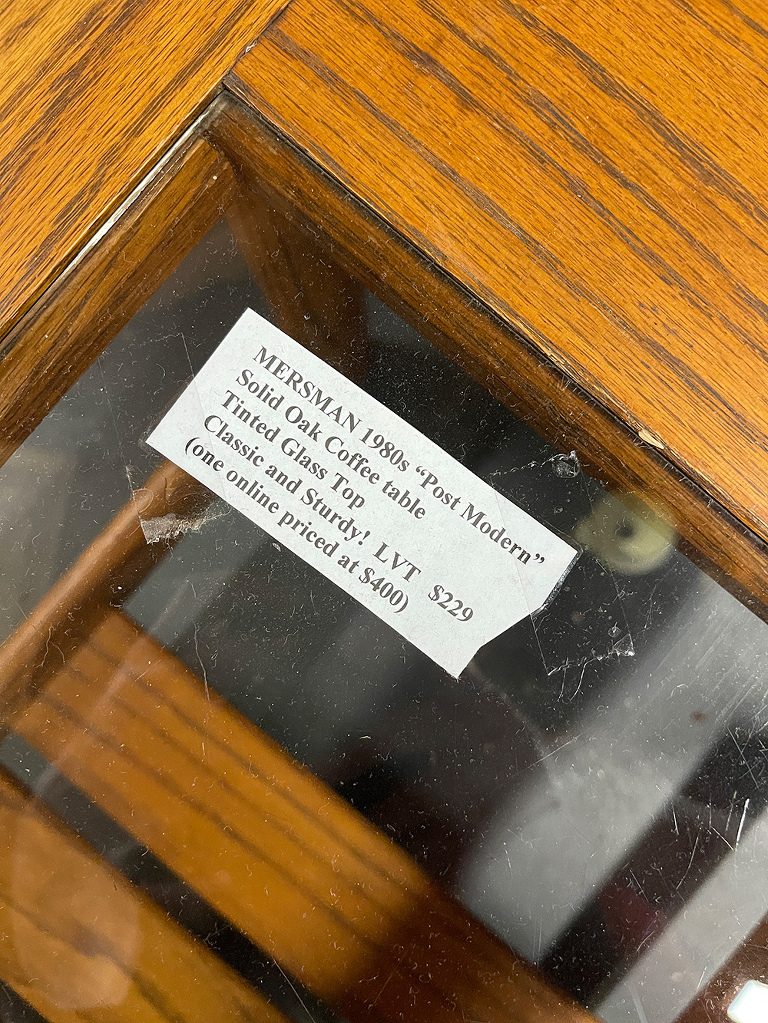 MERSMAN 1980s “Post Modern”
Solid Oak Coffee table
Tinted Glass Top
Classic and Sturdy! LVT $229
(one online priced at $400)